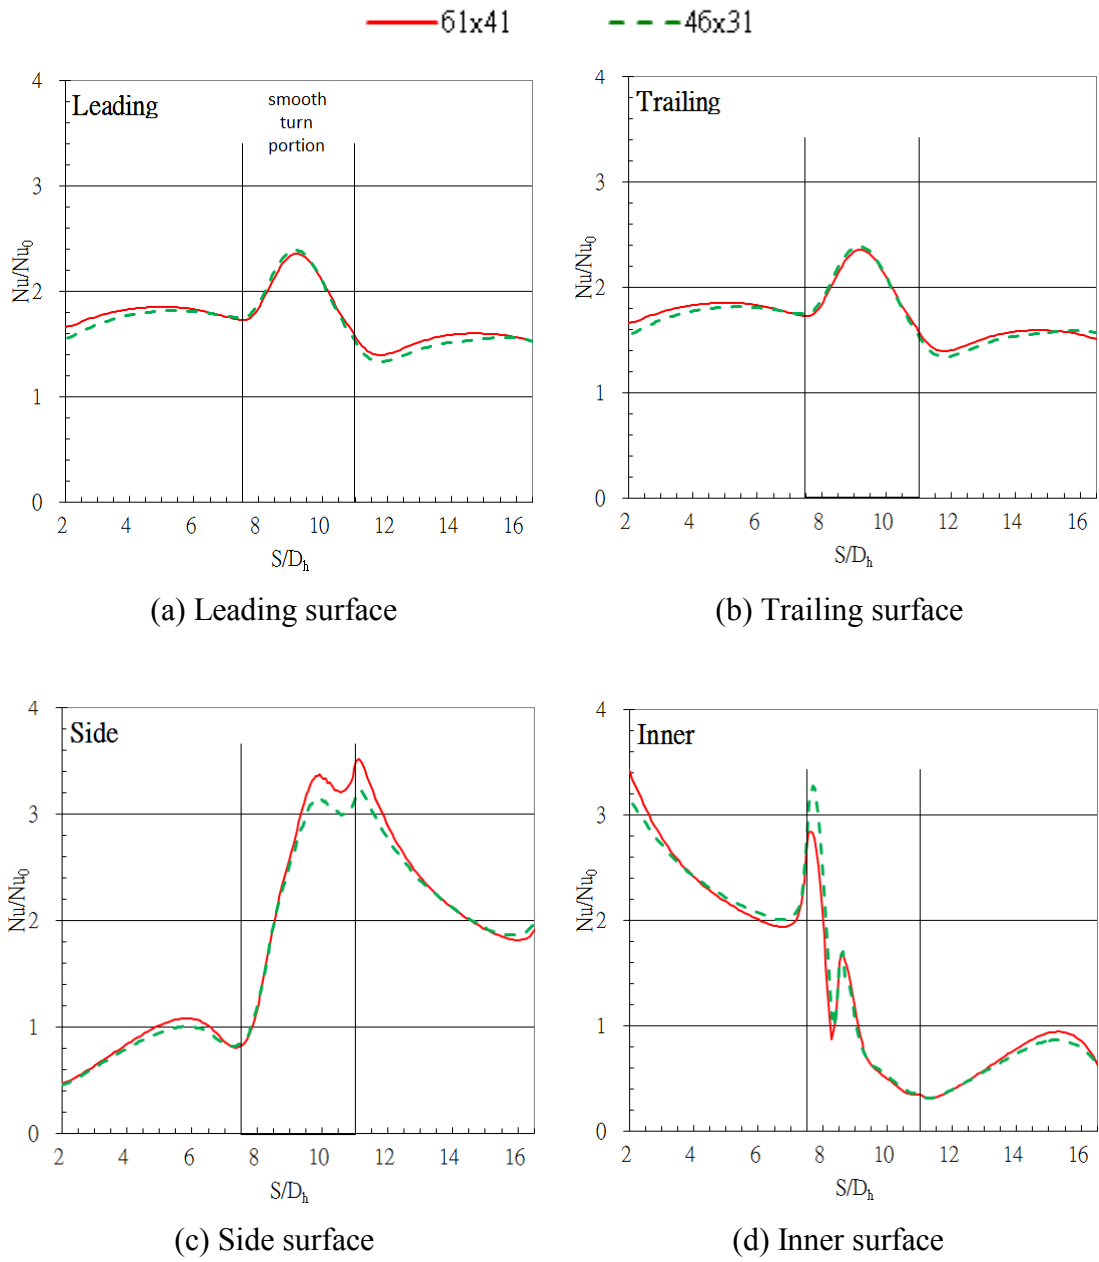 61x41 46x31
4
3
2
1
0
Nu/Nu₀
Leading
smooth
turn
portion
2 4 6 8 10 12 14 16
S/Dₕ
(a) Leading surface
4
3
2
1
0
Nu/Nu₀
Trailing
2 4 6 8 10 12 14 16
S/Dₕ
(b) Trailing surface
4
3
2
1
0
Nu/Nu₀
Side
2 4 6 8 10 12 14 16
S/Dₕ
(c) Side surface
4
3
2
1
0
Nu/Nu₀
Inner
2 4 6 8 10 12 14 16
S/Dₕ
(d) Inner surface